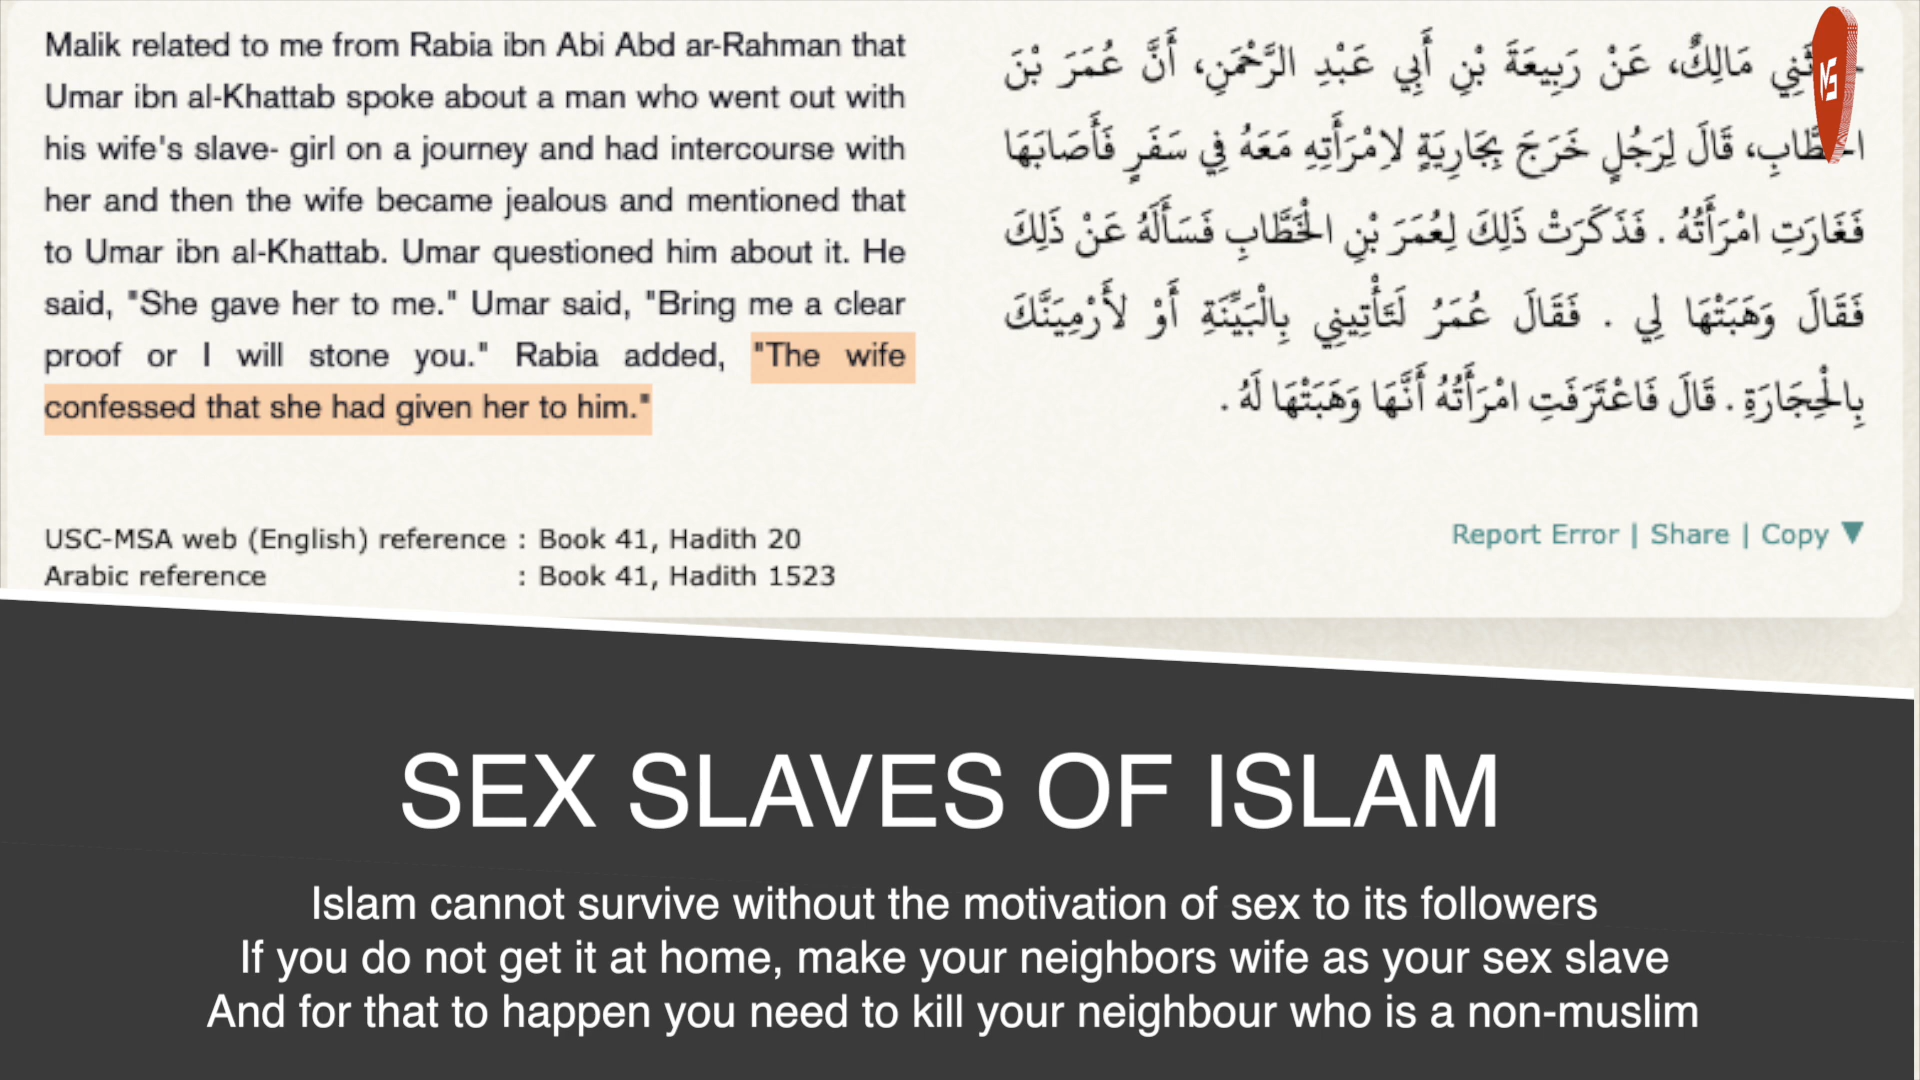 Malik related to me from Rabia ibn Abi Abd ar-Rahman that
Umar ibn al-Khattab spoke about a man who went out with
his wife's slave- girl on a journey and had intercourse with
her and then the wife became jealous and mentioned that
to Umar ibn al-Khattab. Umar questioned him about it. He
said, "She gave her to me." Umar said, "Bring me a clear
proof or I will stone you." Rabia added, "The wife
confessed that she had given her to him."
مَالِكٌ، عَنْ رَبِيعَةَ بْنِ أَبِي عَبْدِ الرَّحْمَنِ، أَنَّ عُمَرَ بْنَ
قَالَ لِرَجُلٍ خَرَجَ بِجَارِيَةٍ لاِمْرَأَتِهِ مَعَهُ فِي سَفَرٍ فَأَصَابَهَا
فَغَارَتِ امْرَأَتُهُ . فَذَكَرَتْ ذَلِكَ لِعُمَرَ بْنِ الْخَطَّابِ فَسَأَلَهُ عَنْ ذَلِكَ
فَقَالَ وَهَبَتْهَا لِي . فَقَالَ عُمَرُ لَتَأْتِينِي بِالْبَيِّنَةِ أَوْ لأَرْمِيَنَّكَ
بِالْحِجَارَةِ . قَالَ فَاعْتَرَفَتِ امْرَأَتُهُ أَنَّهَا وَهَبَتْهَا لَهُ .
USC-MSA web (English) reference : Book 41, Hadith 20
Arabic reference : Book 41, Hadith 1523
Report Error | Share | Copy ▼
SEX SLAVES OF ISLAM
Islam cannot survive without the motivation of sex to its followers
If you do not get it at home, make your neighbors wife as your sex slave
And for that to happen you need to kill your neighbour who is a non-muslim